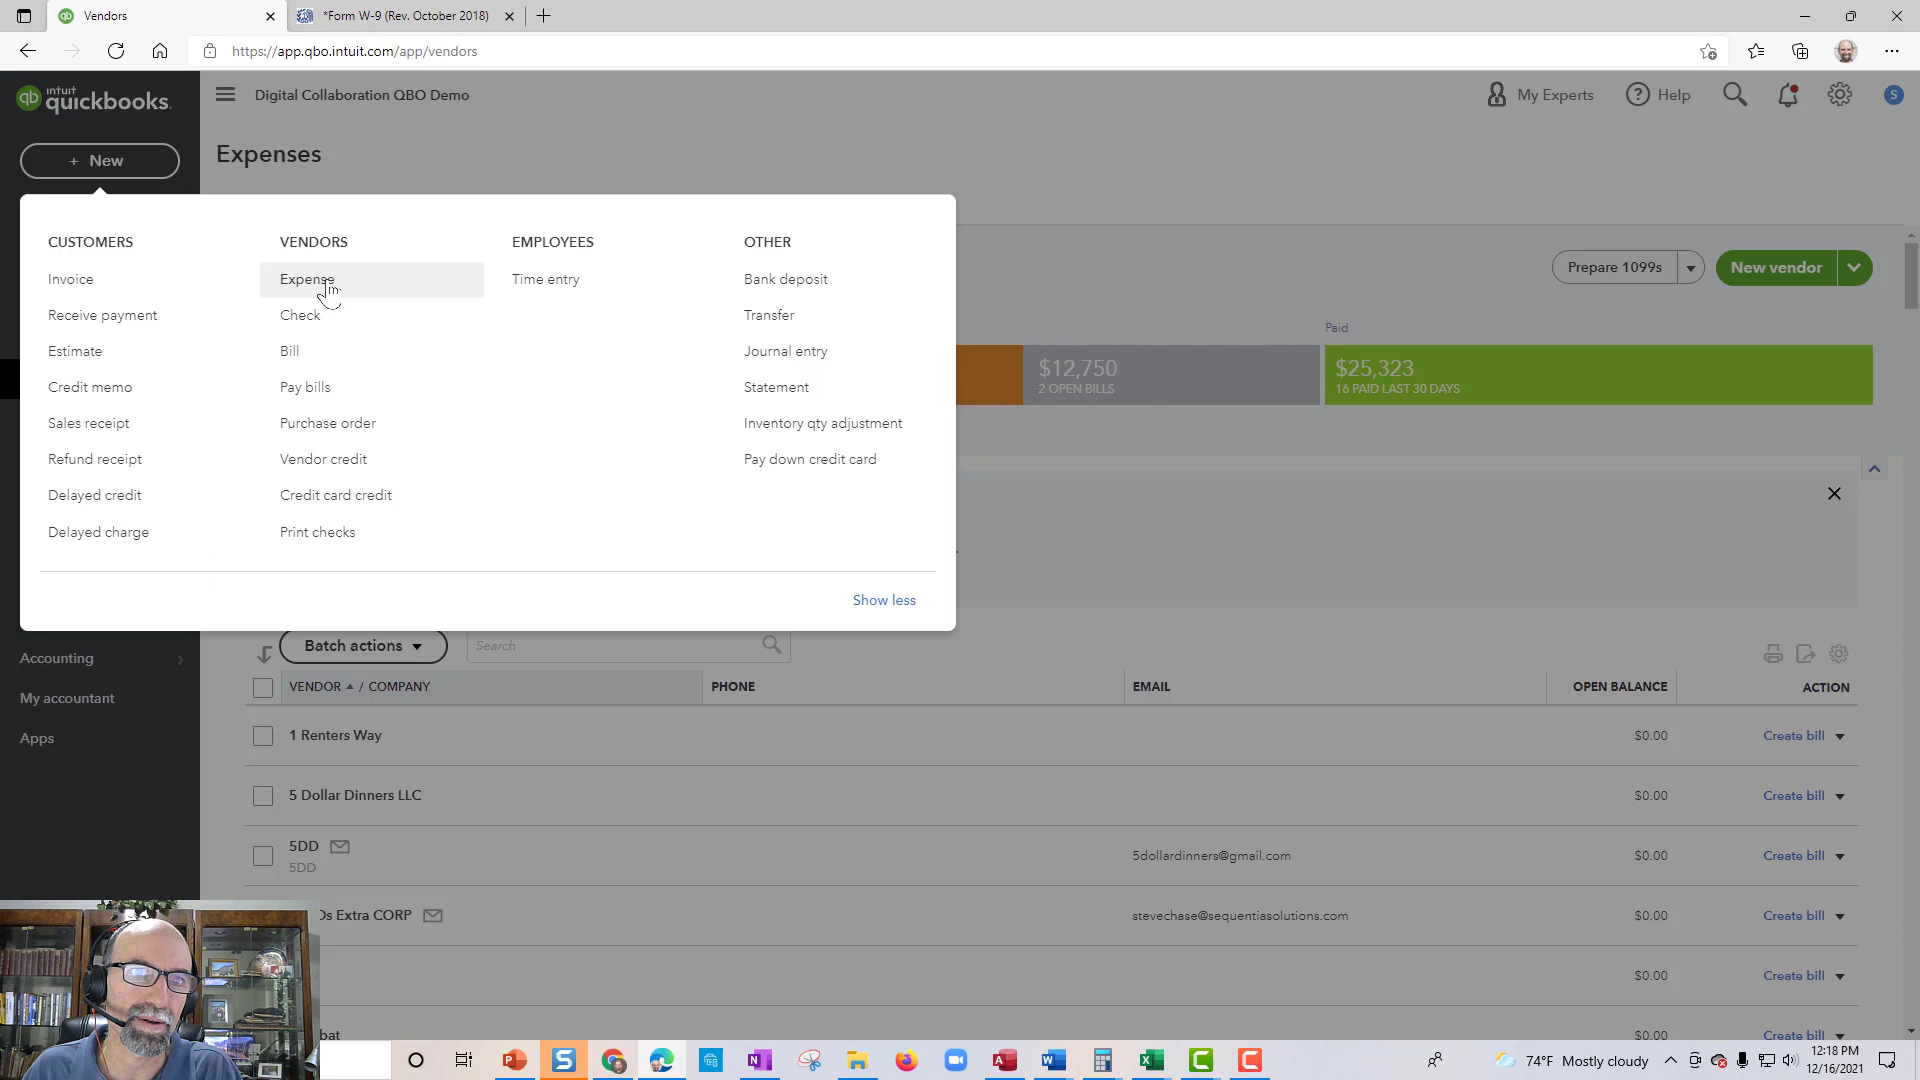 Vendors
*Form W-9 (Rev. October 2018)
https://app.qbo.intuit.com/app/vendors
intuit quickbooks.
Digital Collaboration QBO Demo
My Experts
Help
S
+ New
Expenses
CUSTOMERS
Invoice
Receive payment
Estimate
Credit memo
Sales receipt
Refund receipt
Delayed credit
Delayed charge
VENDORS
Expense
Check
Bill
Pay bills
Purchase order
Vendor credit
Credit card credit
Print checks
EMPLOYEES
Time entry
OTHER
Bank deposit
Transfer
Journal entry
Statement
Inventory qty adjustment
Pay down credit card
Show less
Prepare 1099s
New vendor
Paid
$12,750
2 OPEN BILLS
$25,323
16 PAID LAST 30 DAYS
Accounting
My accountant
Apps
Batch actions
Search
VENDOR / COMPANY
PHONE
EMAIL
OPEN BALANCE
ACTION
1 Renters Way
$0.00
Create bill
5 Dollar Dinners LLC
$0.00
Create bill
5DD
5DD
5dollardinners@gmail.com
$0.00
Create bill
Os Extra CORP
stevechase@sequentiasolutions.com
$0.00
Create bill
$0.00
Create bill
bat
$0.00
Create bill
74°F Mostly cloudy
12:18 PM
12/16/2021